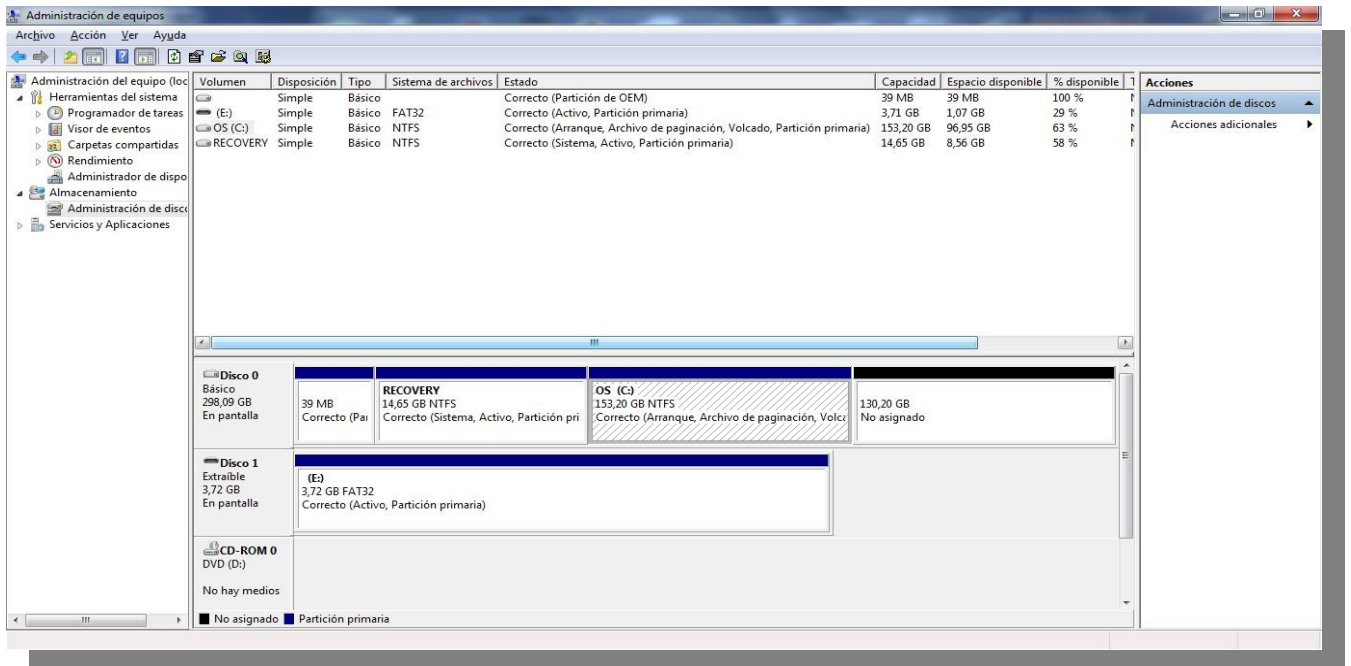 Administración de equipos
Archivo Acción Ver Ayuda
Administración del equipo (loc
Herramientas del sistema
Programador de tareas
Visor de eventos
Carpetas compartidas
Rendimiento
Administrador de dispo
Almacenamiento
Administración de disc
Servicios y Aplicaciones
Volumen Disposición Tipo Sistema de archivos Estado Capacidad Espacio disponible % disponible
Simple Básico Correcto (Partición de OEM) 39 MB 39 MB 100 %
(E:) Simple Básico FAT32 Correcto (Activo, Partición primaria) 3,71 GB 1,07 GB 29 %
OS (C:) Simple Básico NTFS Correcto (Arranque, Archivo de paginación, Volcado, Partición primaria) 153,20 GB 96,95 GB 63 %
RECOVERY Simple Básico NTFS Correcto (Sistema, Activo, Partición primaria) 14,65 GB 8,56 GB 58 %
Disco 0
Básico
298,09 GB
En pantalla
39 MB
Correcto (Par
RECOVERY
14,65 GB NTFS
Correcto (Sistema, Activo, Partición pri
OS (C:)
153,20 GB NTFS
Correcto (Arranque, Archivo de paginación, Volca
130,20 GB
No asignado
Disco 1
Extraíble
3,72 GB
En pantalla
(E:)
3,72 GB FAT32
Correcto (Activo, Partición primaria)
CD-ROM 0
DVD (D:)
No hay medios
No asignado Partición primaria
Acciones
Administración de discos
Acciones adicionales